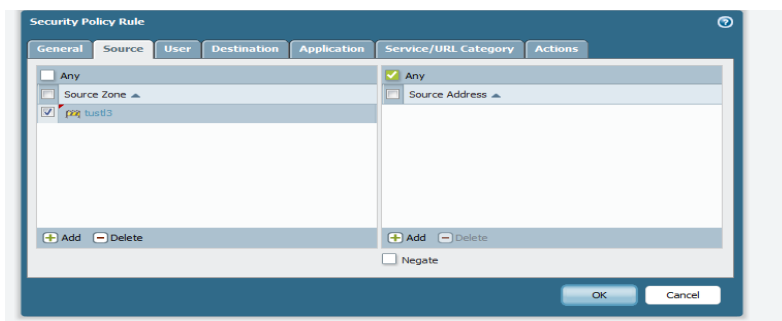 Security Policy Rule
General Source User Destination Application Service/URL Category Actions
Any
Source Zone
tustl3
Add Delete
Any
Source Address
Add Delete
Negate
OK Cancel